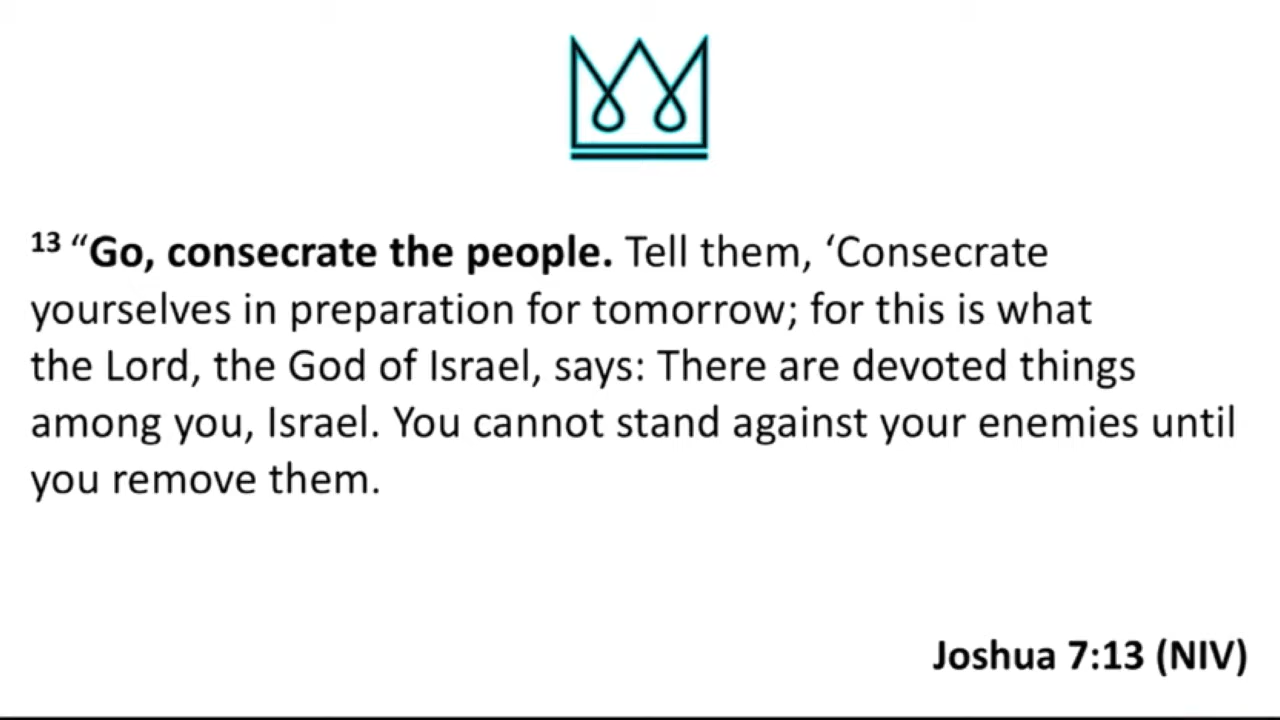 13 “Go, consecrate the people. Tell them, ‘Consecrate
yourselves in preparation for tomorrow; for this is what
the Lord, the God of Israel, says: There are devoted things
among you, Israel. You cannot stand against your enemies until
you remove them.
Joshua 7:13 (NIV)